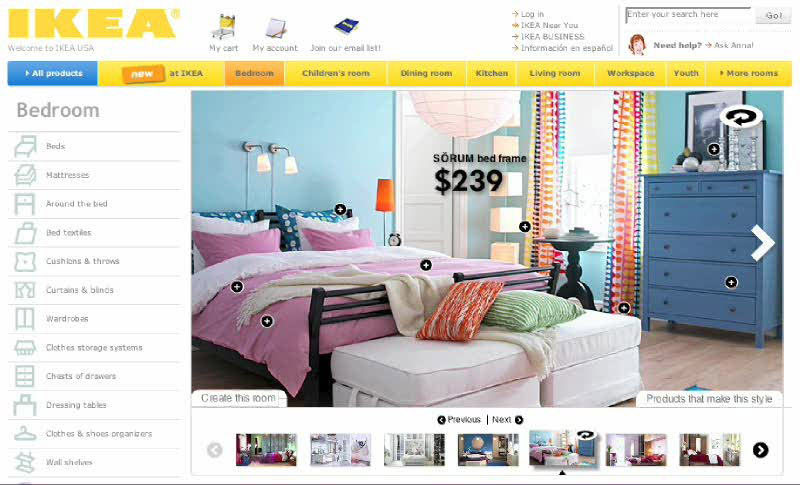 IKEA®
Welcome to IKEA USA
My cart
My account
Join our email list!
Log in
IKEA Near You
IKEA BUSINESS
Información en español
Enter your search here
Go!
Need help? Ask Anna!
All products
new at IKEA
Bedroom
Children's room
Dining room
Kitchen
Living room
Workspace
Youth
More rooms
Bedroom
Beds
Mattresses
Around the bed
Bed textiles
Cushions & throws
Curtains & blinds
Wardrobes
Clothes storage systems
Chests of drawers
Dressing tables
Clothes & shoes organizers
Wall shelves
SÖRUM bed frame
$239
Create this room
Products that make this style
Previous | Next